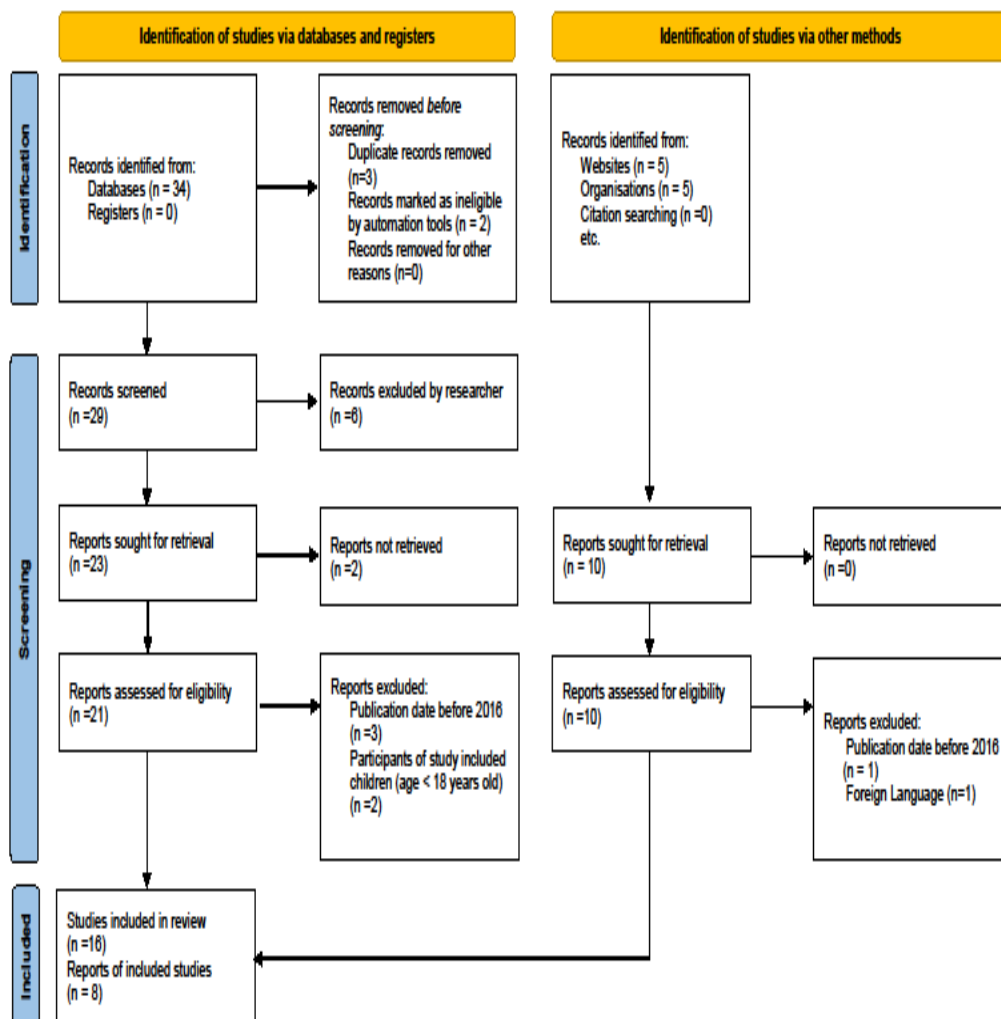 Identification of studies via databases and registers
Identification of studies via other methods
Identification
Records identified from:
Databases (n = 34)
Registers (n = 0)
Records removed before
screening:
Duplicate records removed
(n=3)
Records marked as ineligible
by automation tools (n = 2)
Records removed for other
reasons (n=0)
Records identified from:
Websites (n = 5)
Organisations (n = 5)
Citation searching (n =0)
etc.
Screening
Records screened
(n =29)
Records excluded by researcher
(n =6)
Reports sought for retrieval
(n =23)
Reports not retrieved
(n =2)
Reports sought for retrieval
(n = 10)
Reports not retrieved
(n =0)
Reports assessed for eligibility
(n =21)
Reports excluded:
Publication date before 2016
(n =3)
Participants of study included
children (age < 18 years old)
(n =2)
Reports assessed for eligibility
(n =10)
Reports excluded:
Publication date before 2016
(n = 1)
Foreign Language (n=1)
Included
Studies included in review
(n =16)
Reports of included studies
(n = 8)